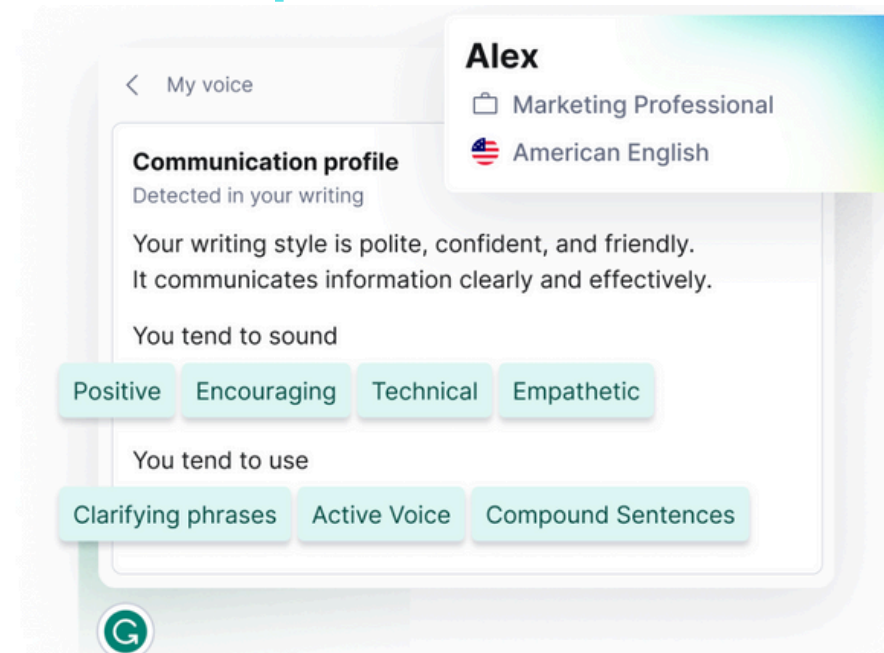 Alex
Marketing Professional
American English
My voice
Communication profile
Detected in your writing
Your writing style is polite, confident, and friendly.
It communicates information clearly and effectively.
You tend to sound
Positive Encouraging Technical Empathetic
You tend to use
Clarifying phrases Active Voice Compound Sentences
G